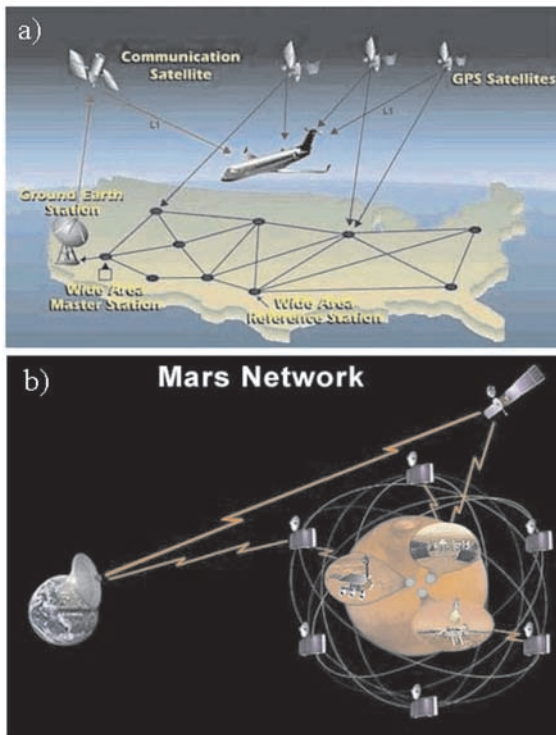 a)
Communication
Satellite
GPS Satellites
L1
L1
Ground Earth
Station
Wide Area
Master Station
Wide Area
Reference Station
b)
Mars Network